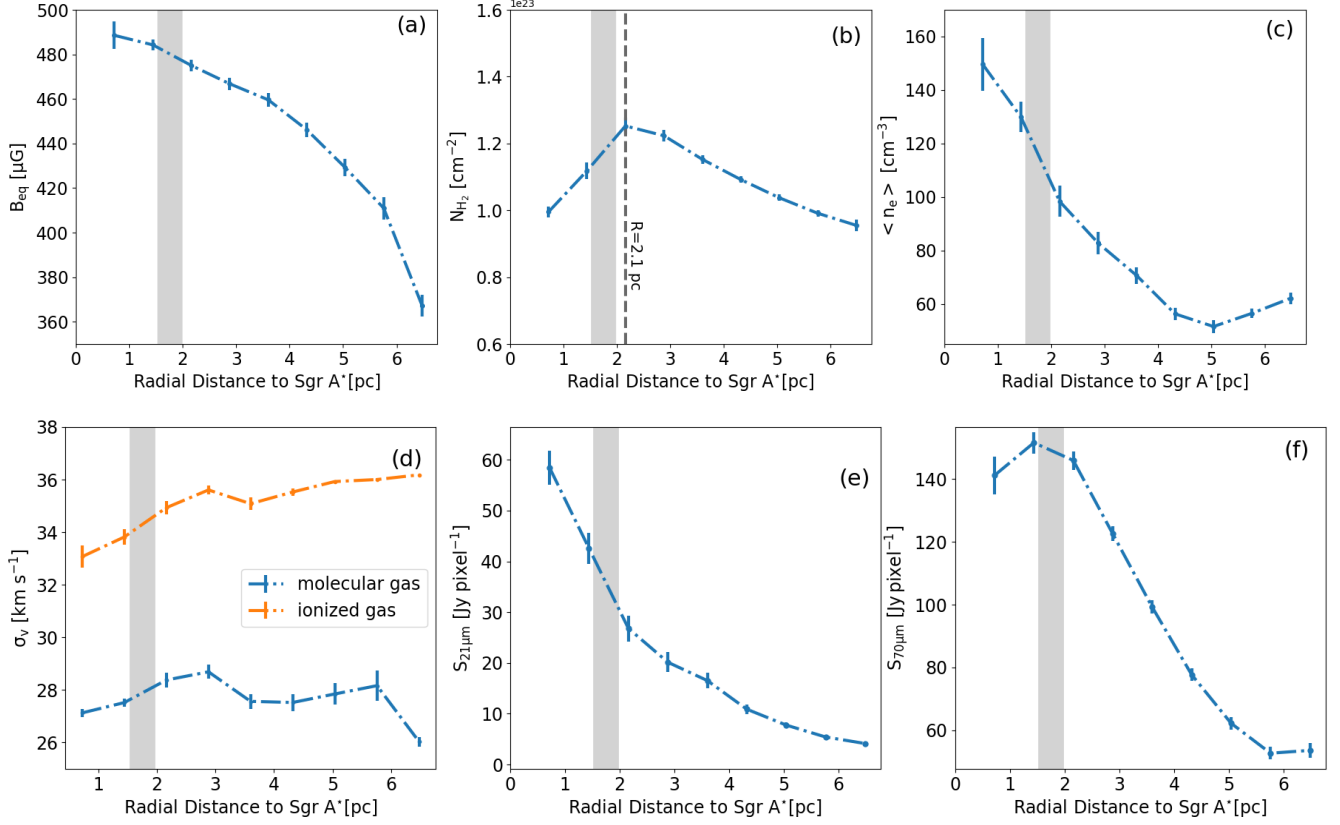 (a)
500
480
460
440
420
400
380
360
B_eq [μG]
0 1 2 3 4 5 6
Radial Distance to Sgr A*[pc]
1e23
(b)
1.6
1.4
1.2
1.0
0.8
0.6
N_H₂ [cm⁻²]
R=2.1 pc
0 1 2 3 4 5 6
Radial Distance to Sgr A*[pc]
(c)
160
140
120
100
80
60
< n_e > [cm⁻³]
0 1 2 3 4 5 6
Radial Distance to Sgr A*[pc]
(d)
38
36
34
32
30
28
26
σ_v [km s⁻¹]
molecular gas
ionized gas
1 2 3 4 5 6
Radial Distance to Sgr A*[pc]
(e)
60
50
40
30
20
10
0
S_21μm [Jy pixel⁻¹]
0 1 2 3 4 5 6
Radial Distance to Sgr A*[pc]
(f)
140
120
100
80
60
S_70μm [Jy pixel⁻¹]
0 1 2 3 4 5 6
Radial Distance to Sgr A*[pc]